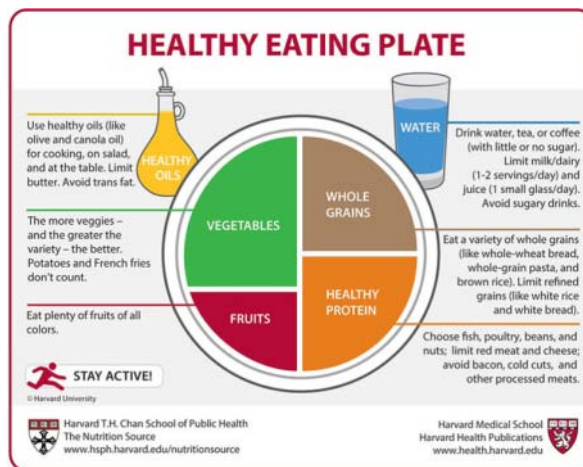 HEALTHY EATING PLATE
Use healthy oils (like
olive and canola oil)
for cooking, on salad,
and at the table. Limit
butter. Avoid trans fat.
HEALTHY
OILS
The more veggies –
and the greater the
variety – the better.
Potatoes and French fries
don't count.
Eat plenty of fruits of all
colors.
VEGETABLES
FRUITS
WHOLE
GRAINS
HEALTHY
PROTEIN
WATER
Drink water, tea, or coffee
(with little or no sugar).
Limit milk/dairy
(1-2 servings/day) and
juice (1 small glass/day).
Avoid sugary drinks.
Eat a variety of whole grains
(like whole-wheat bread,
whole-grain pasta, and
brown rice). Limit refined
grains (like white rice
and white bread).
Choose fish, poultry, beans, and
nuts; limit red meat and cheese;
avoid bacon, cold cuts, and
other processed meats.
STAY ACTIVE!
© Harvard University
Harvard T.H. Chan School of Public Health
The Nutrition Source
www.hsph.harvard.edu/nutritionsource
Harvard Medical School
Harvard Health Publications
www.health.harvard.edu